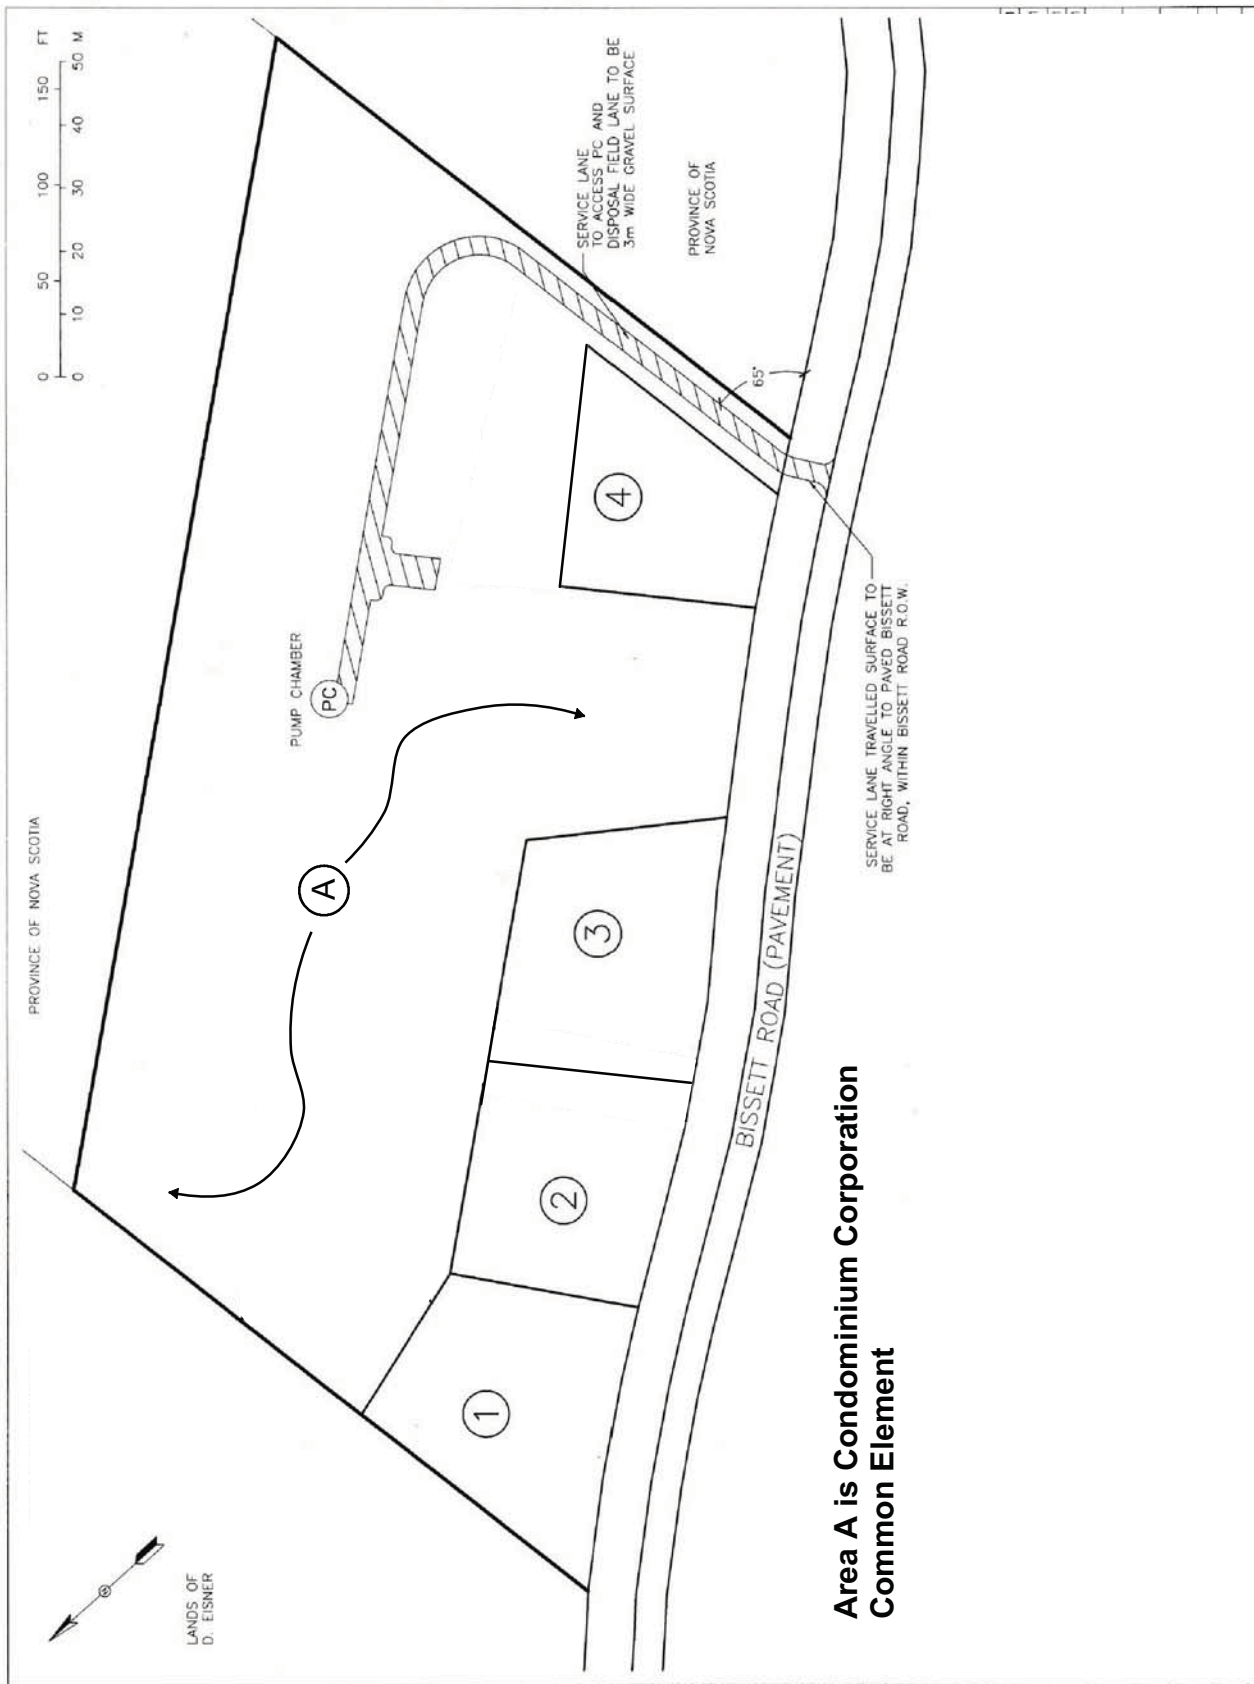 PROVINCE OF NOVA SCOTIA
0 50 100 150 FT
0 10 20 30 40 50 M
LANDS OF
D. EISNER
PUMP CHAMBER
PC
A
SERVICE LANE
TO ACCESS PC AND
DISPOSAL FIELD LANE TO BE
3m WIDE GRAVEL SURFACE
PROVINCE OF
NOVA SCOTIA
1
2
3
4
65°
BISSETT ROAD (PAVEMENT)
SERVICE LANE TRAVELLED SURFACE TO
BE AT RIGHT ANGLE TO PAVED BISSETT
ROAD, WITHIN BISSETT ROAD R.O.W.
Area A is Condominium Corporation
Common Element